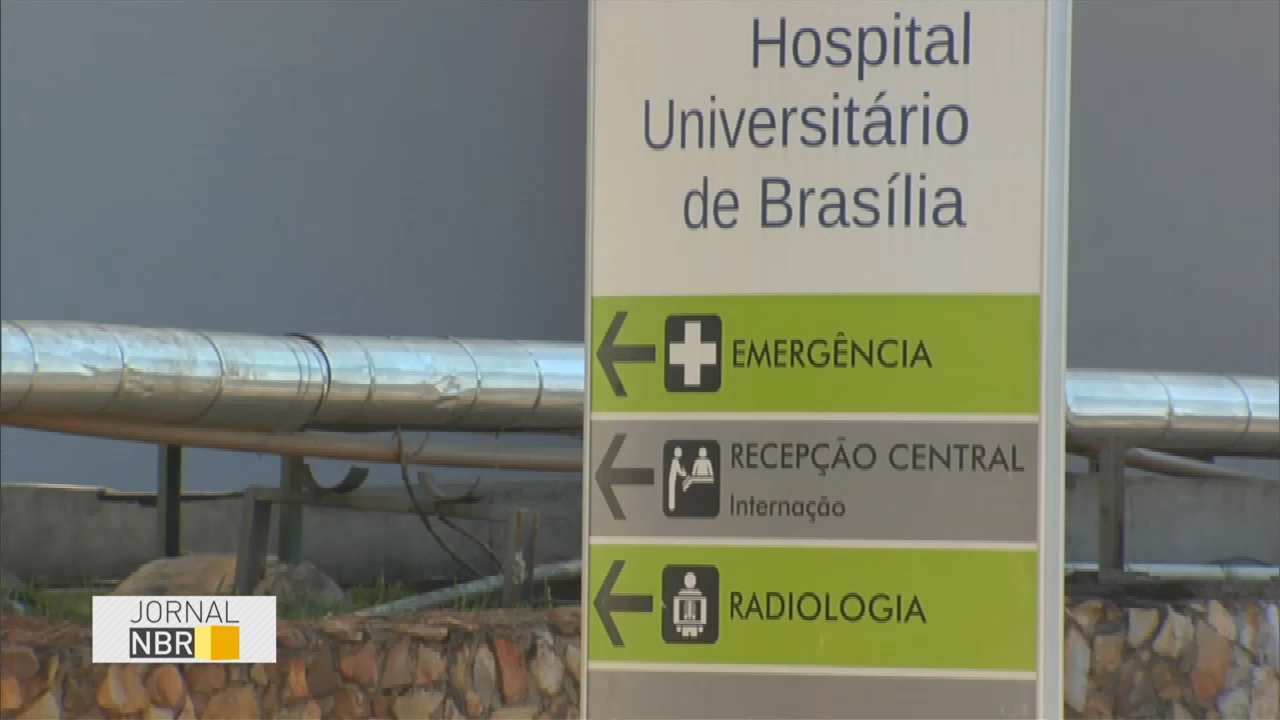 Hospital
Universitário
de Brasília
EMERGÊNCIA
RECEPÇÃO CENTRAL
Internação
RADIOLOGIA
JORNAL
NBR